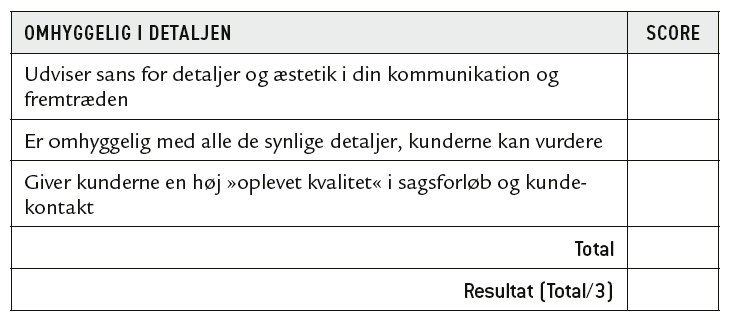 OMHYGGELIG I DETALJEN SCORE
Udviser sans for detaljer og æstetik i din kommunikation og
fremtræden
Er omhyggelig med alle de synlige detaljer, kunderne kan vurdere
Giver kunderne en høj »oplevet kvalitet« i sagsforløb og kunde-
kontakt
Total
Resultat (Total/3)